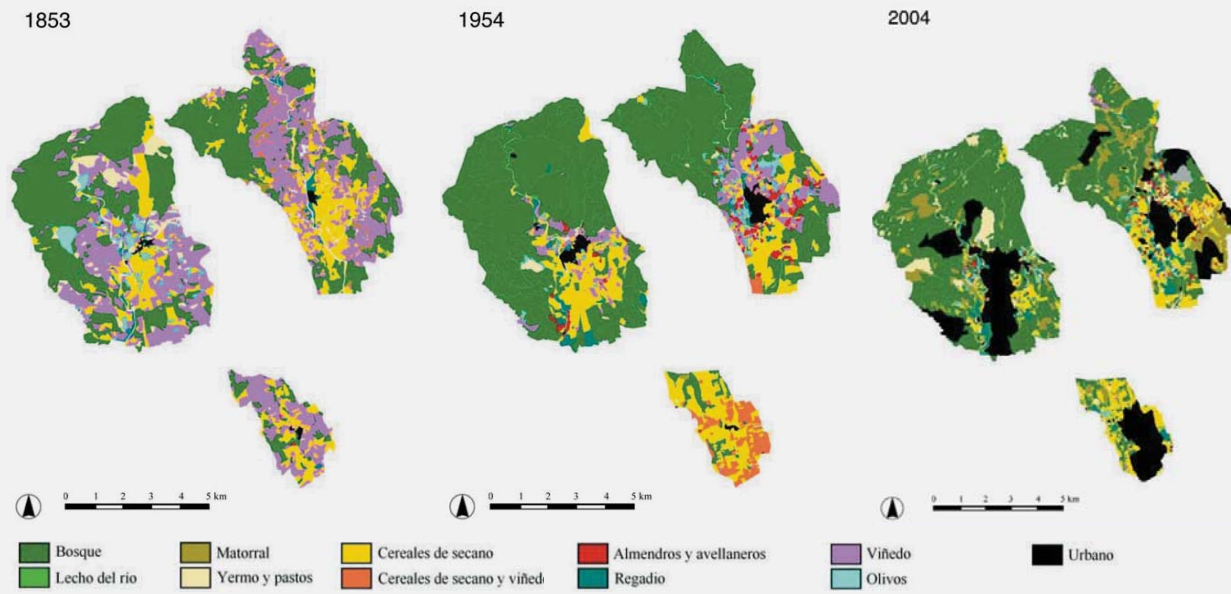 1853
1954
2004
0 1 2 3 4 5 km
0 1 2 3 4 5 km
0 1 2 3 4 5 km
Bosque
Matorral
Cereales de secano
Almendros y avellaneros
Viñedo
Urbano
Lecho del río
Yermo y pastos
Cereales de secano y viñed
Regadio
Olivos